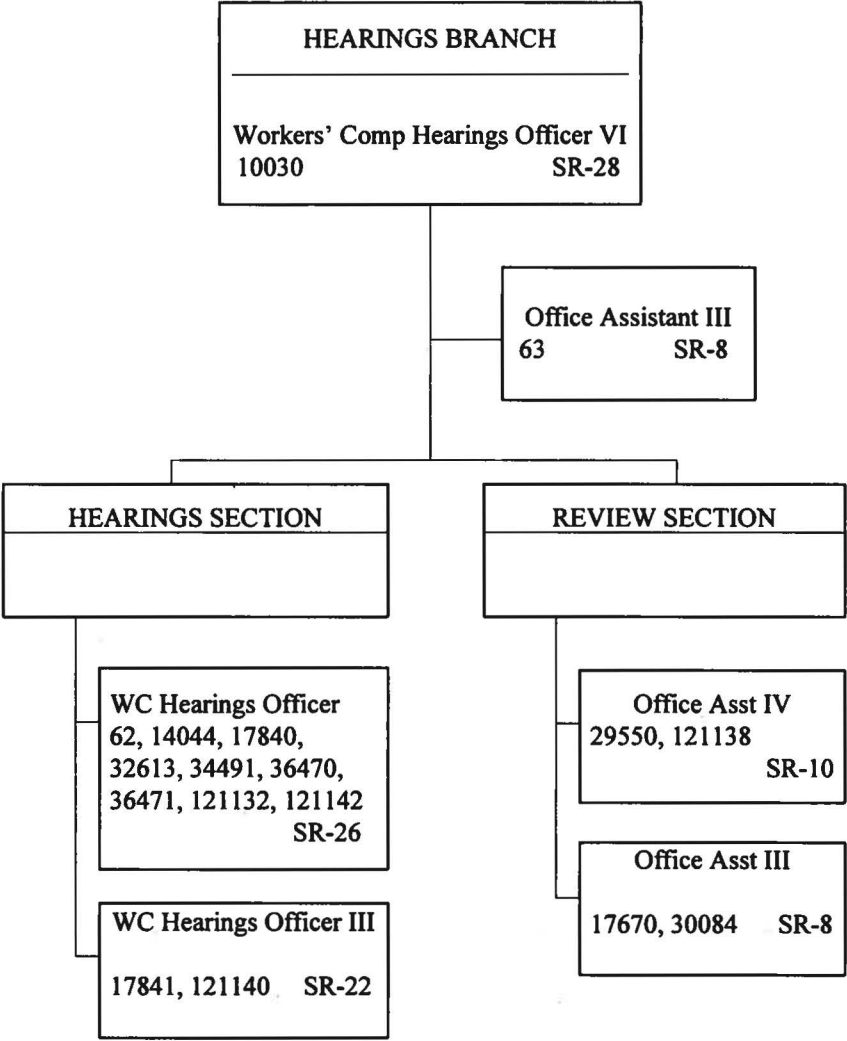 HEARINGS BRANCH
Workers' Comp Hearings Officer VI
10030 SR-28
Office Assistant III
63 SR-8
HEARINGS SECTION
REVIEW SECTION
WC Hearings Officer
62, 14044, 17840,
32613, 34491, 36470,
36471, 121132, 121142
SR-26
WC Hearings Officer III
17841, 121140 SR-22
Office Asst IV
29550, 121138
SR-10
Office Asst III
17670, 30084 SR-8